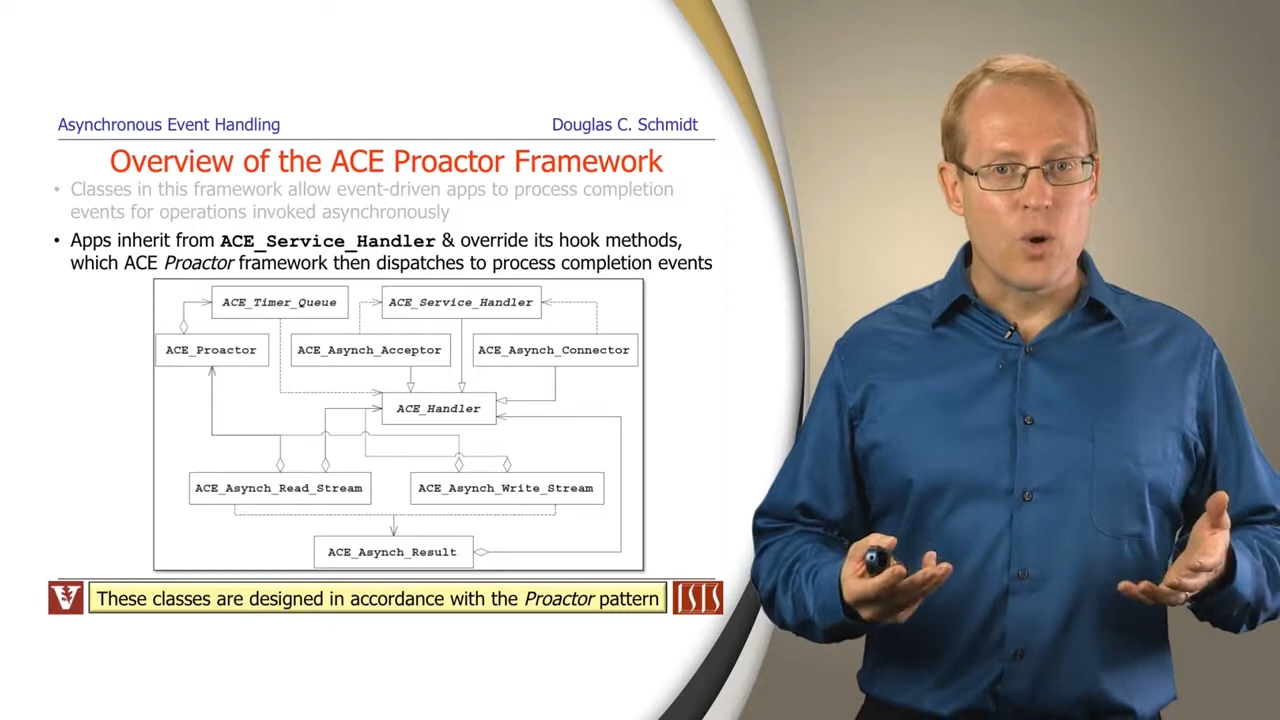 Asynchronous Event Handling
Douglas C. Schmidt
Overview of the ACE Proactor Framework
• Classes in this framework allow event-driven apps to process completion
events for operations invoked asynchronously
• Apps inherit from ACE_Service_Handler & override its hook methods,
which ACE Proactor framework then dispatches to process completion events
ACE_Timer_Queue
ACE_Service_Handler
ACE_Proactor
ACE_Asynch_Acceptor
ACE_Asynch_Connector
ACE_Handler
ACE_Asynch_Read_Stream
ACE_Asynch_Write_Stream
ACE_Asynch_Result
V
These classes are designed in accordance with the Proactor pattern
ISIS